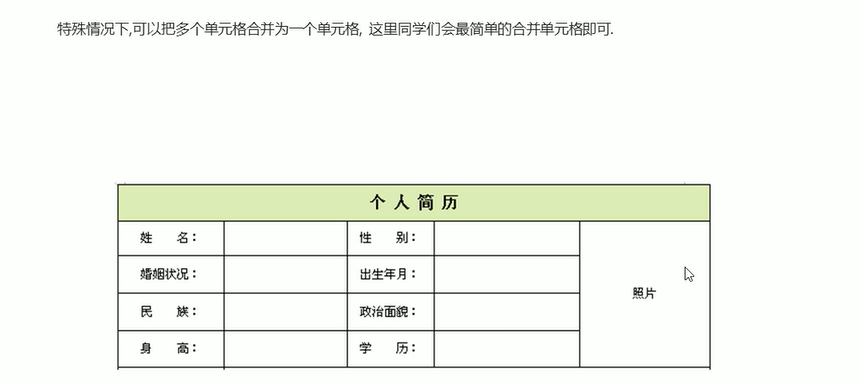 特殊情况下,可以把多个单元格合并为一个单元格, 这里同学们会最简单的合并单元格即可.
个人简历
姓 名： 性 别：
婚姻状况： 出生年月：
照片
民 族： 政治面貌：
身 高： 学 历：